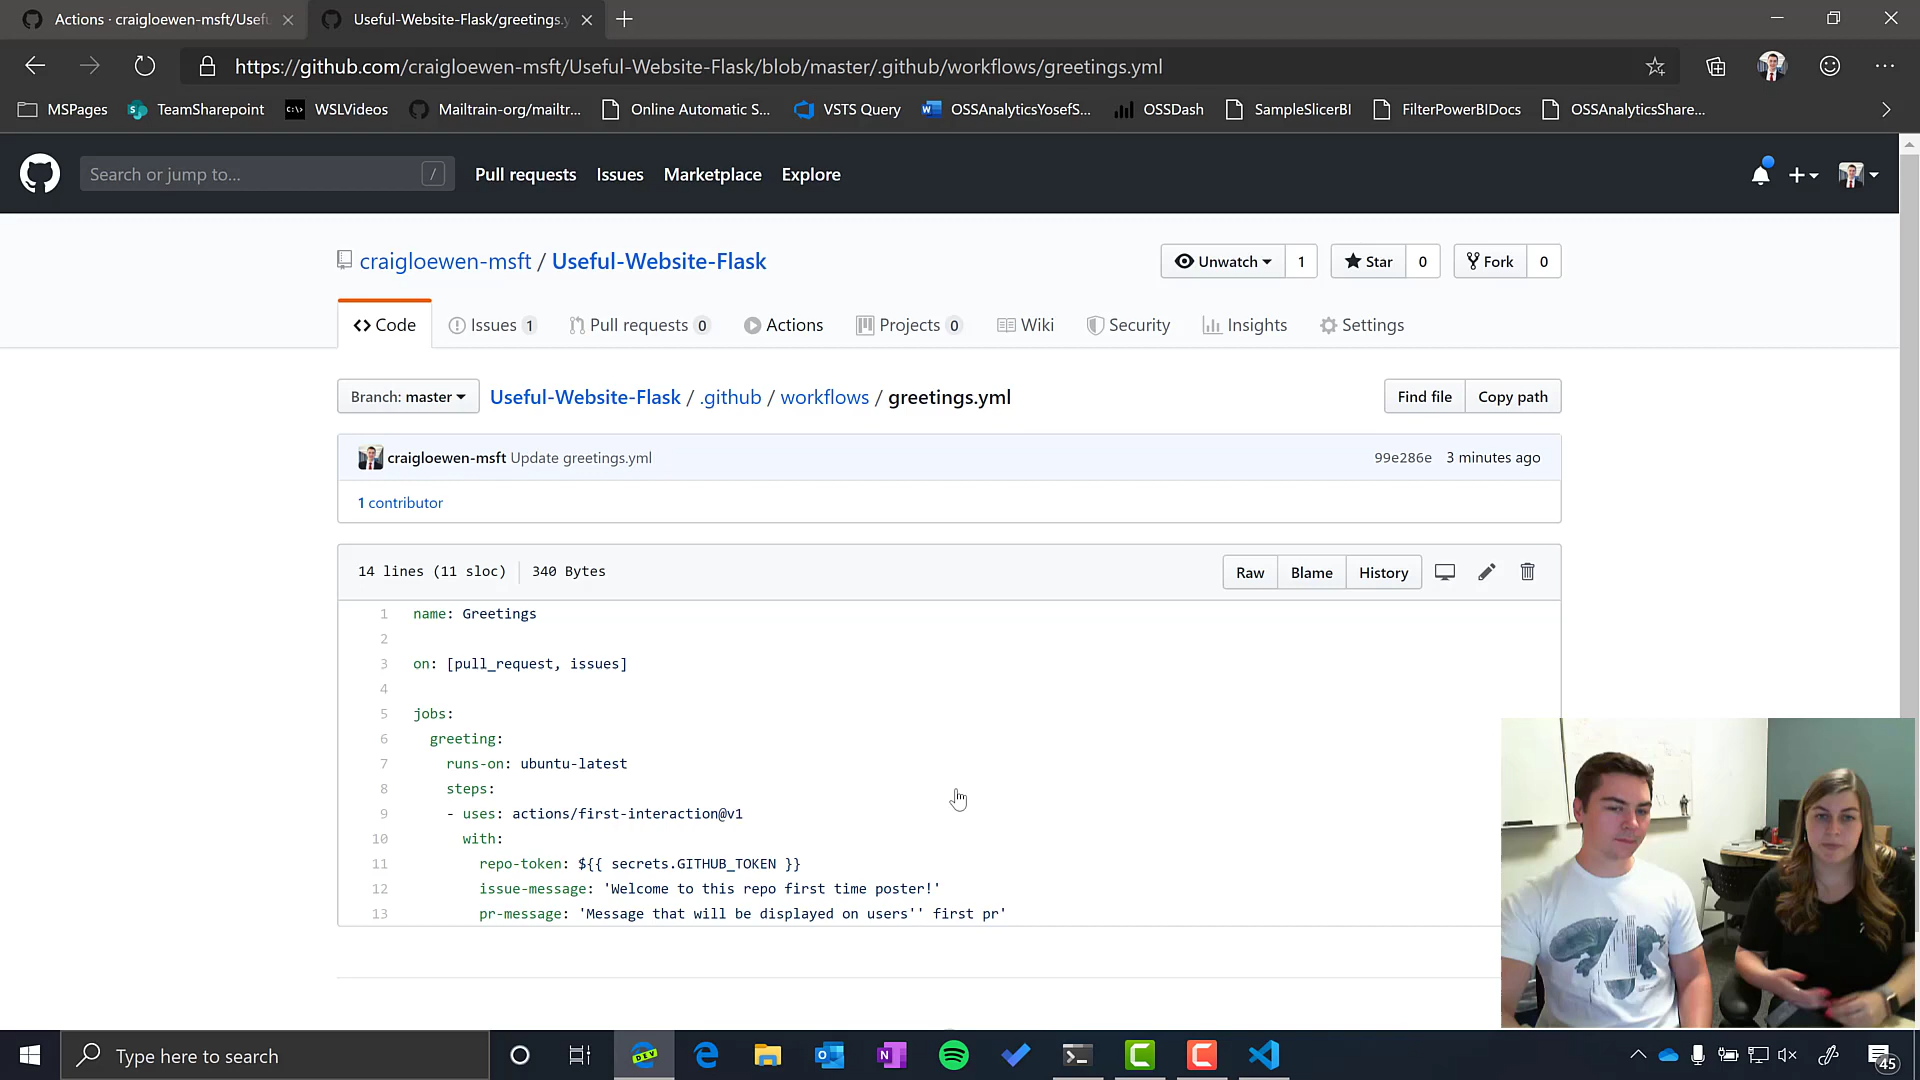 Actions · craigloewen-msft/Usefu
Useful-Website-Flask/greetings.y
https://github.com/craigloewen-msft/Useful-Website-Flask/blob/master/.github/workflows/greetings.yml
MSPages
TeamSharepoint
WSLVideos
Mailtrain-org/mailtr...
Online Automatic S...
VSTS Query
OSSAnalyticsYosefS...
OSSDash
SampleSlicerBI
FilterPowerBIDocs
OSSAnalyticsShare...
Search or jump to... /
Pull requests Issues Marketplace Explore
craigloewen-msft / Useful-Website-Flask
Unwatch 1
Star 0
Fork 0
Code
Issues 1
Pull requests 0
Actions
Projects 0
Wiki
Security
Insights
Settings
Branch: master
Useful-Website-Flask / .github / workflows / greetings.yml
Find file Copy path
craigloewen-msft Update greetings.yml
99e286e 3 minutes ago
1 contributor
14 lines (11 sloc) 340 Bytes
Raw Blame History
1 name: Greetings
2
3 on: [pull_request, issues]
4
5 jobs:
6 greeting:
7 runs-on: ubuntu-latest
8 steps:
9 - uses: actions/first-interaction@v1
10 with:
11 repo-token: ${{ secrets.GITHUB_TOKEN }}
12 issue-message: 'Welcome to this repo first time poster!'
13 pr-message: 'Message that will be displayed on users'' first pr'
Type here to search
DEV
45